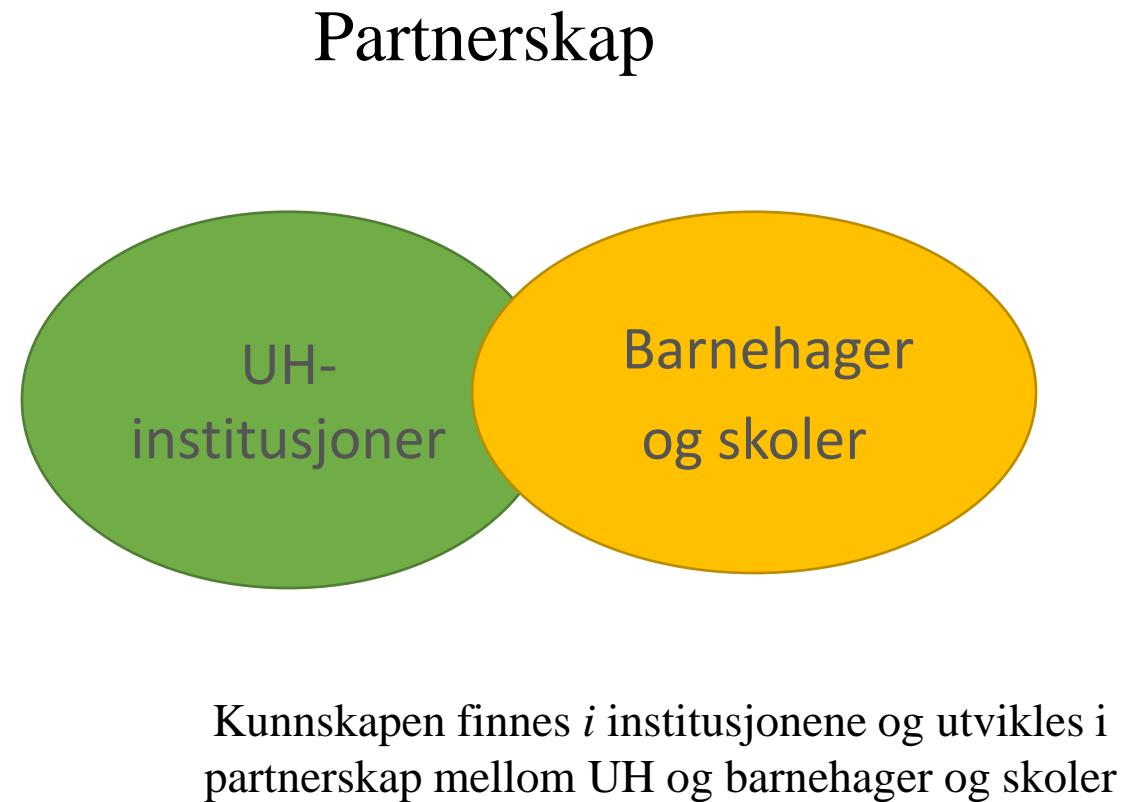 Partnerskap
UH-
institusjoner
Barnehager
og skoler
Kunnskapen finnes i institusjonene og utvikles i
partnerskap mellom UH og barnehager og skoler